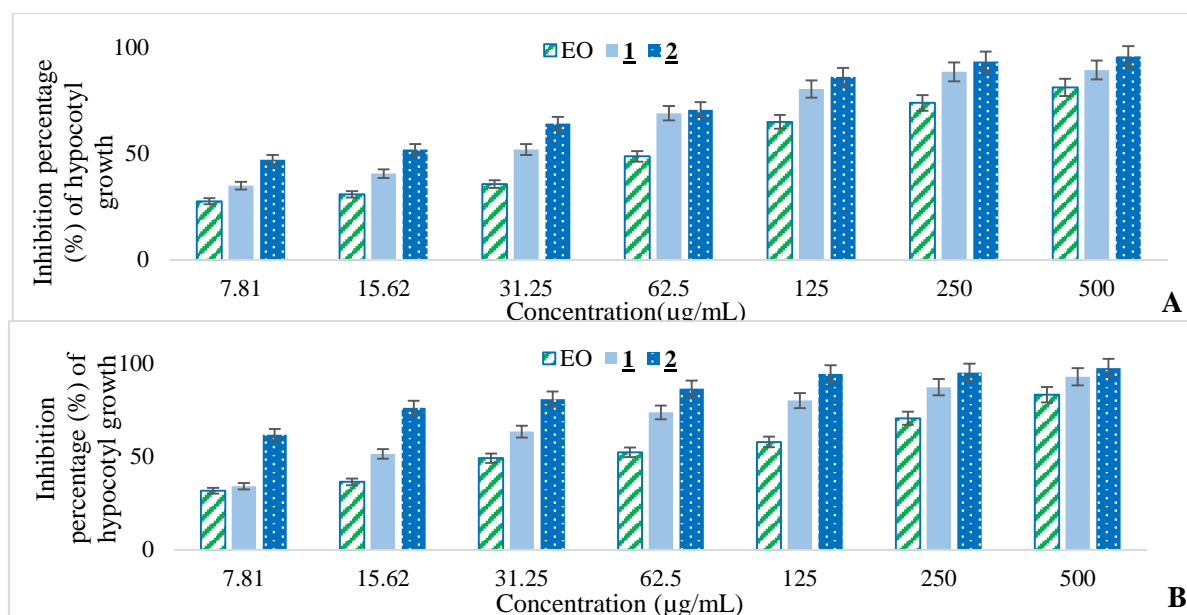 100
EO 1 2
50
0
Inhibition percentage
(%) of hypocotyl
growth
7.81 15.62 31.25 62.5 125 250 500
Concentration(µg/mL)
A
100
EO 1 2
50
0
Inhibition
percentage (%) of
hypocotyl growth
7.81 15.62 31.25 62.5 125 250 500
Concentration (µg/mL)
B